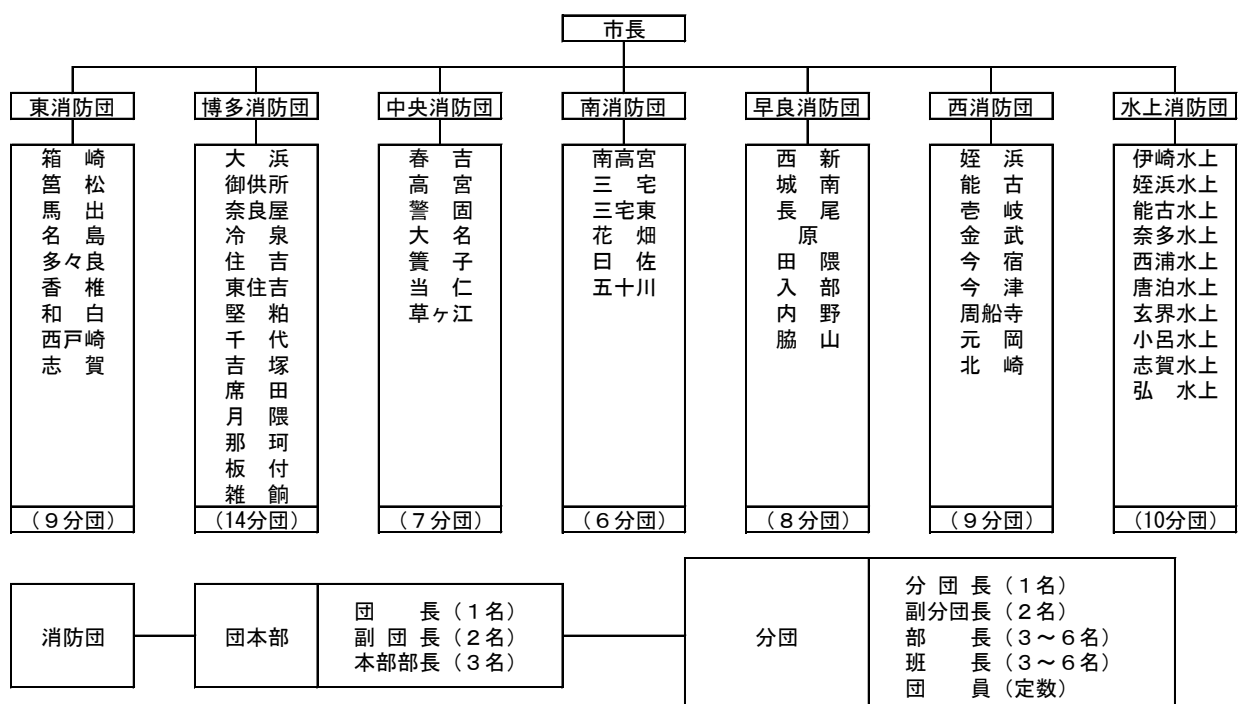 市長
東消防団
博多消防団
中央消防団
南消防団
早良消防団
西消防団
水上消防団
箱　崎
筥　松
馬　出
名　島
多々良
香　椎
和　白
西戸崎
志　賀
(９分団)
大　浜
御供所
奈良屋
冷　泉
住　吉
東住吉
堅　粕
千　代
吉　塚
席　田
月　隈
那　珂
板　付
雑　餉
(14分団)
春　吉
高　宮
警　固
大　名
簀　子
当　仁
草ヶ江
(７分団)
南高宮
三　宅
三宅東
花　畑
曰　佐
五十川
(６分団)
西　新
城　南
長　尾
原
田　隈
入　部
内　野
脇　山
(８分団)
姪　浜
能　古
壱　岐
金　武
今　宿
今　津
周船寺
元　岡
北　崎
(９分団)
伊崎水上
姪浜水上
能古水上
奈多水上
西浦水上
唐泊水上
玄界水上
小呂水上
志賀水上
弘　水上
(10分団)
消防団
団本部
団　　長（１名）
副 団 長（２名）
本部部長（３名）
分団
分 団 長（１名）
副分団長（２名）
部　　長（３～６名）
班　　長（３～６名）
団　　員（定数）